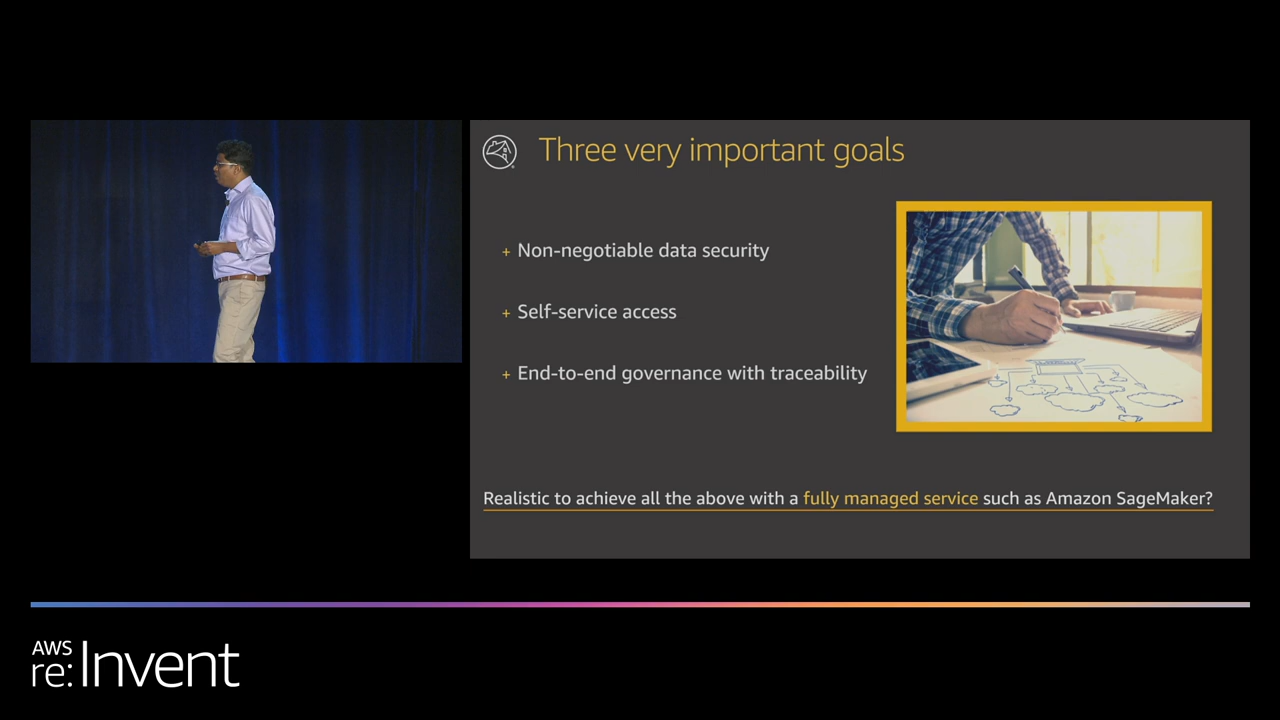 Three very important goals
+ Non-negotiable data security
+ Self-service access
+ End-to-end governance with traceability
Realistic to achieve all the above with a fully managed service such as Amazon SageMaker?
AWS
re:Invent